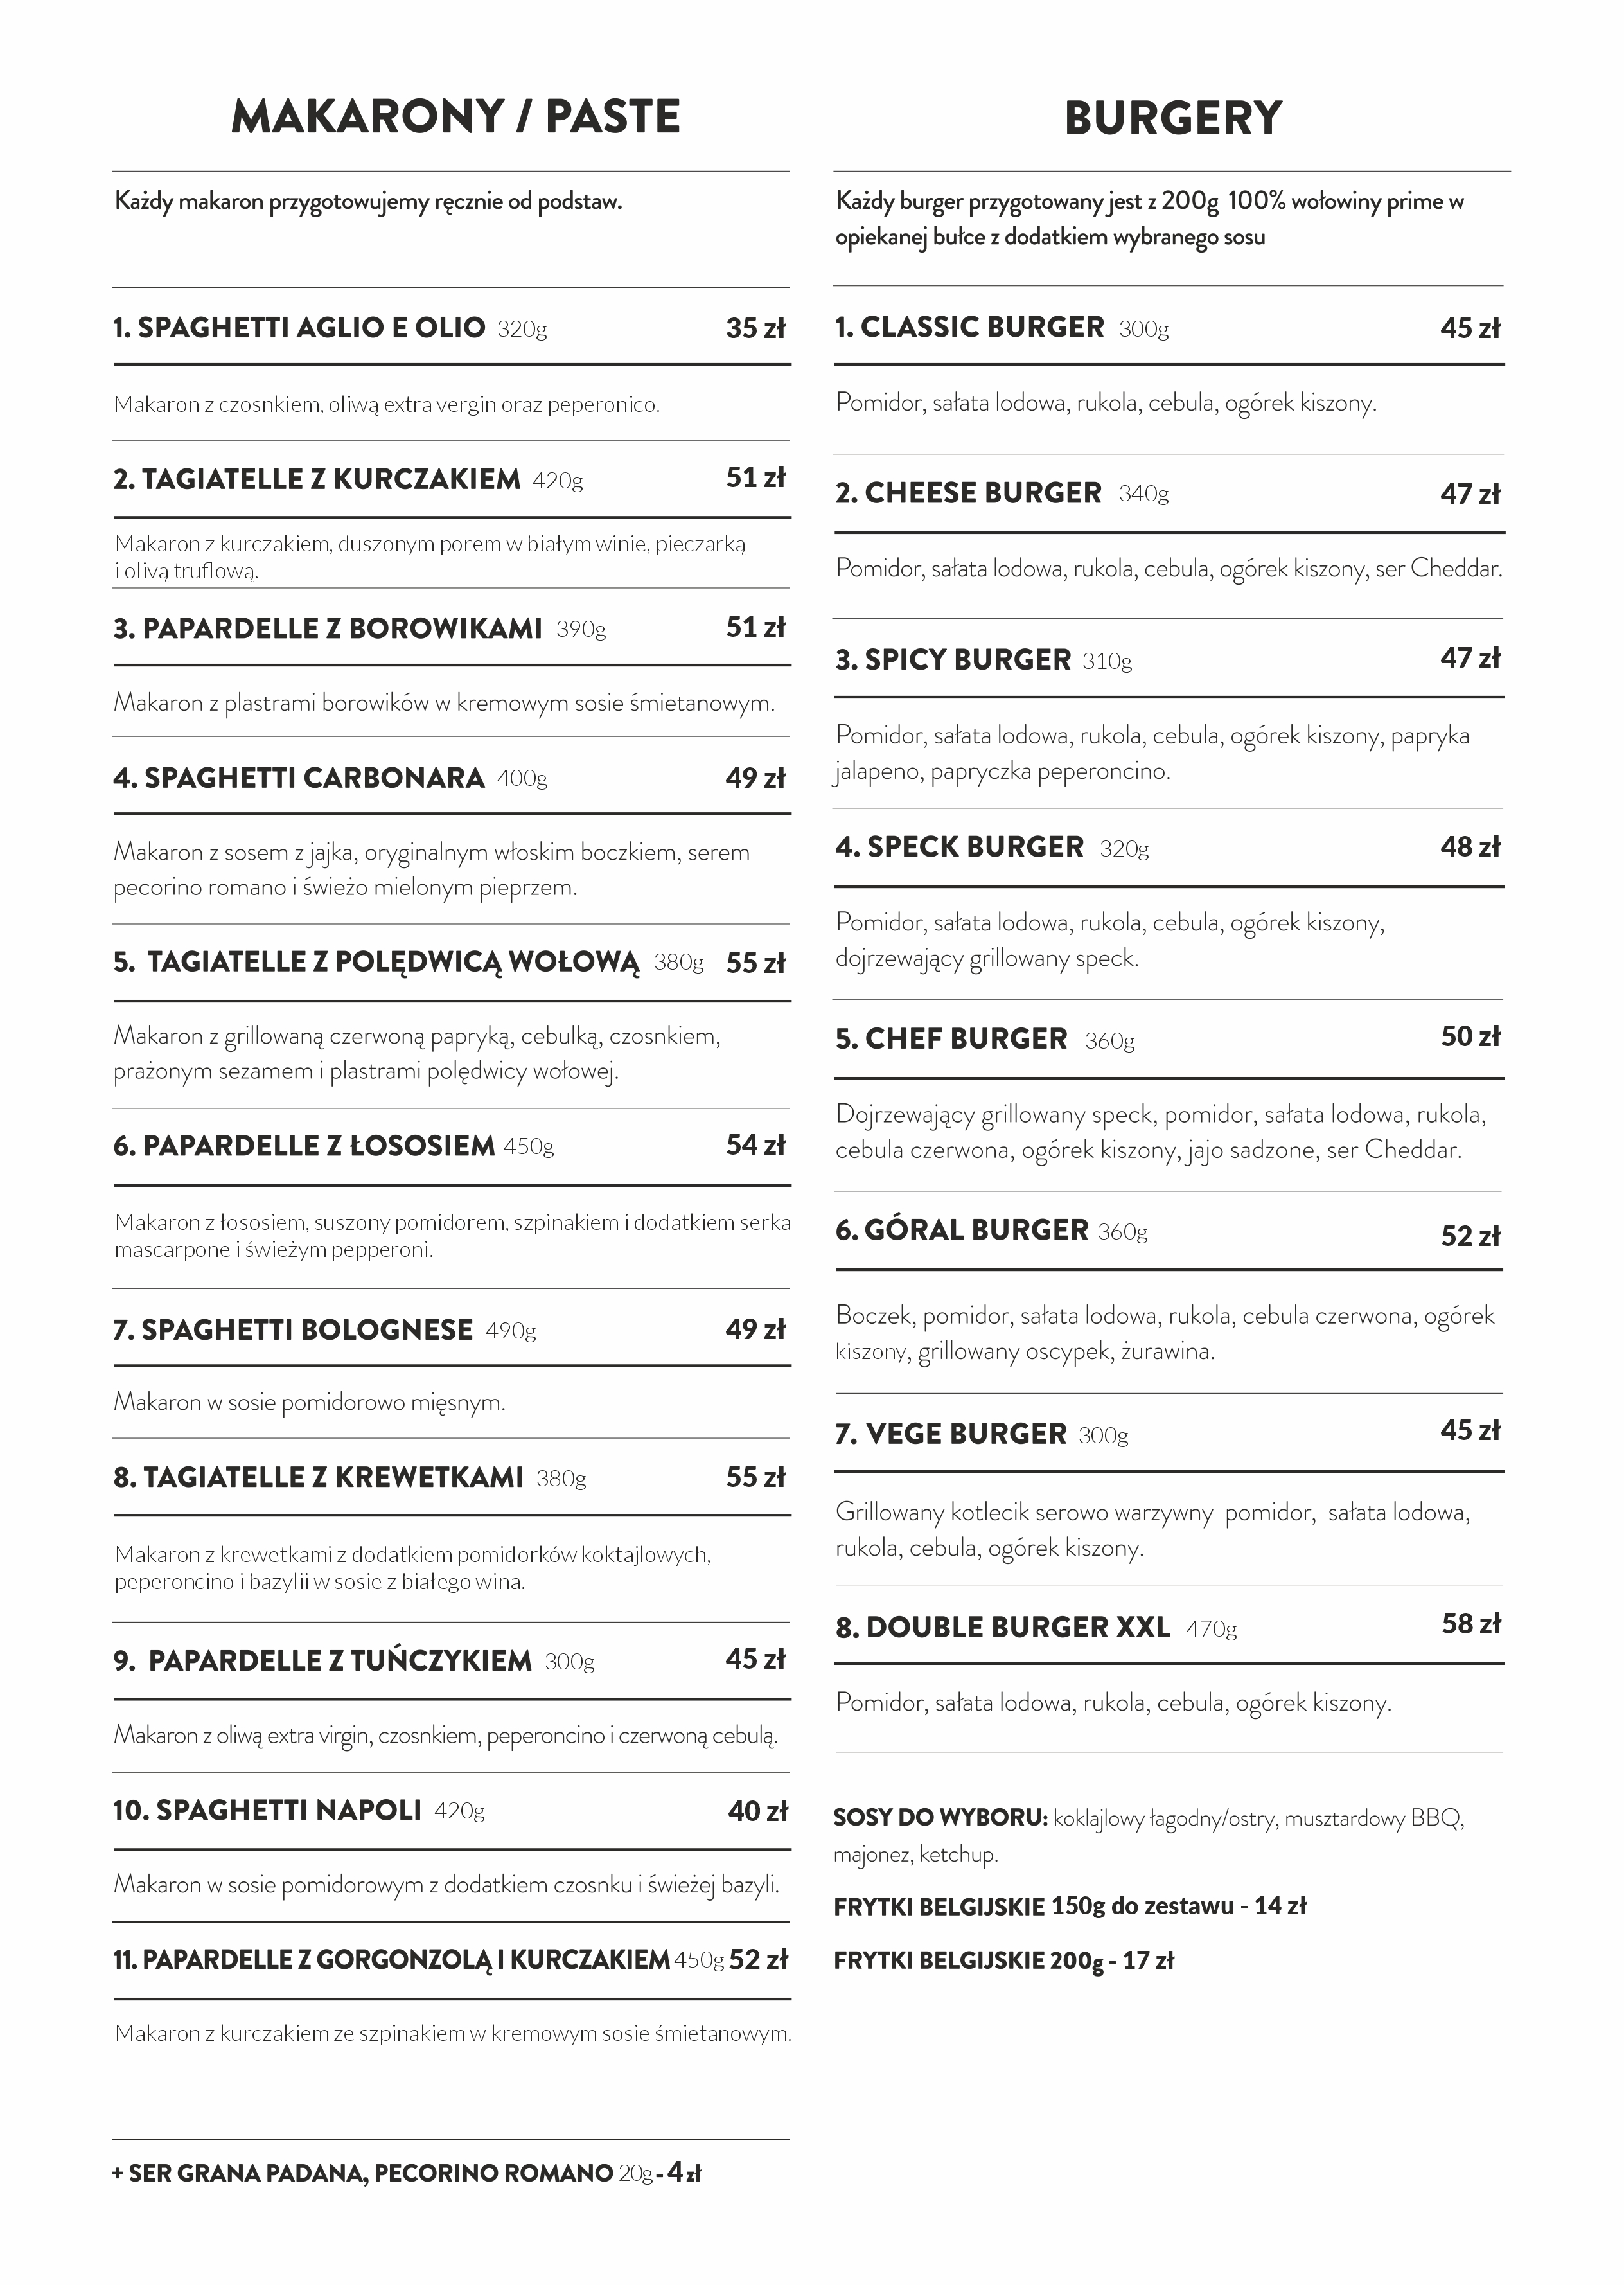 MAKARONY / PASTE
Każdy makaron przygotowujemy ręcznie od podstaw.
1. SPAGHETTI AGLIO E OLIO 320g 35 zł
Makaron z czosnkiem, oliwą extra vergin oraz peperonico.
2. TAGIATELLE Z KURCZAKIEM 420g 51 zł
Makaron z kurczakiem, duszonym porem w białym winie, pieczarką
i olivą truflową.
3. PAPARDELLE Z BOROWIKAMI 390g 51 zł
Makaron z plastrami borowików w kremowym sosie śmietanowym.
4. SPAGHETTI CARBONARA 400g 49 zł
Makaron z sosem z jajka, oryginalnym włoskim boczkiem, serem
pecorino romano i świeżo mielonym pieprzem.
5. TAGIATELLE Z POLĘDWICĄ WOŁOWĄ 380g 55 zł
Makaron z grillowaną czerwoną papryką, cebulką, czosnkiem,
prażonym sezamem i plastrami polędwicy wołowej.
6. PAPARDELLE Z ŁOSOSIEM 450g 54 zł
Makaron z łososiem, suszony pomidorem, szpinakiem i dodatkiem serka
mascarpone i świeżym pepperoni.
7. SPAGHETTI BOLOGNESE 490g 49 zł
Makaron w sosie pomidorowo mięsnym.
8. TAGIATELLE Z KREWETKAMI 380g 55 zł
Makaron z krewetkami z dodatkiem pomidorków koktajlowych,
peperoncino i bazylii w sosie z białego wina.
9. PAPARDELLE Z TUŃCZYKIEM 300g 45 zł
Makaron z oliwą extra virgin, czosnkiem, peperoncino i czerwoną cebulą.
10. SPAGHETTI NAPOLI 420g 40 zł
Makaron w sosie pomidorowym z dodatkiem czosnku i świeżej bazyli.
11. PAPARDELLE Z GORGONZOLĄ I KURCZAKIEM 450g 52 zł
Makaron z kurczakiem ze szpinakiem w kremowym sosie śmietanowym.
+ SER GRANA PADANA, PECORINO ROMANO 20g - 4 zł
BURGERY
Każdy burger przygotowany jest z 200g 100% wołowiny prime w
opiekanej bułce z dodatkiem wybranego sosu
1. CLASSIC BURGER 300g 45 zł
Pomidor, sałata lodowa, rukola, cebula, ogórek kiszony.
2. CHEESE BURGER 340g 47 zł
Pomidor, sałata lodowa, rukola, cebula, ogórek kiszony, ser Cheddar.
3. SPICY BURGER 310g 47 zł
Pomidor, sałata lodowa, rukola, cebula, ogórek kiszony, papryka
jalapeno, papryczka peperoncino.
4. SPECK BURGER 320g 48 zł
Pomidor, sałata lodowa, rukola, cebula, ogórek kiszony,
dojrzewający grillowany speck.
5. CHEF BURGER 360g 50 zł
Dojrzewający grillowany speck, pomidor, sałata lodowa, rukola,
cebula czerwona, ogórek kiszony, jajo sadzone, ser Cheddar.
6. GÓRAL BURGER 360g 52 zł
Boczek, pomidor, sałata lodowa, rukola, cebula czerwona, ogórek
kiszony, grillowany oscypek, żurawina.
7. VEGE BURGER 300g 45 zł
Grillowany kotlecik serowo warzywny pomidor, sałata lodowa,
rukola, cebula, ogórek kiszony.
8. DOUBLE BURGER XXL 470g 58 zł
Pomidor, sałata lodowa, rukola, cebula, ogórek kiszony.
SOSY DO WYBORU: koklajlowy łagodny/ostry, musztardowy BBQ,
majonez, ketchup.
FRYTKI BELGIJSKIE 150g do zestawu - 14 zł
FRYTKI BELGIJSKIE 200g - 17 zł